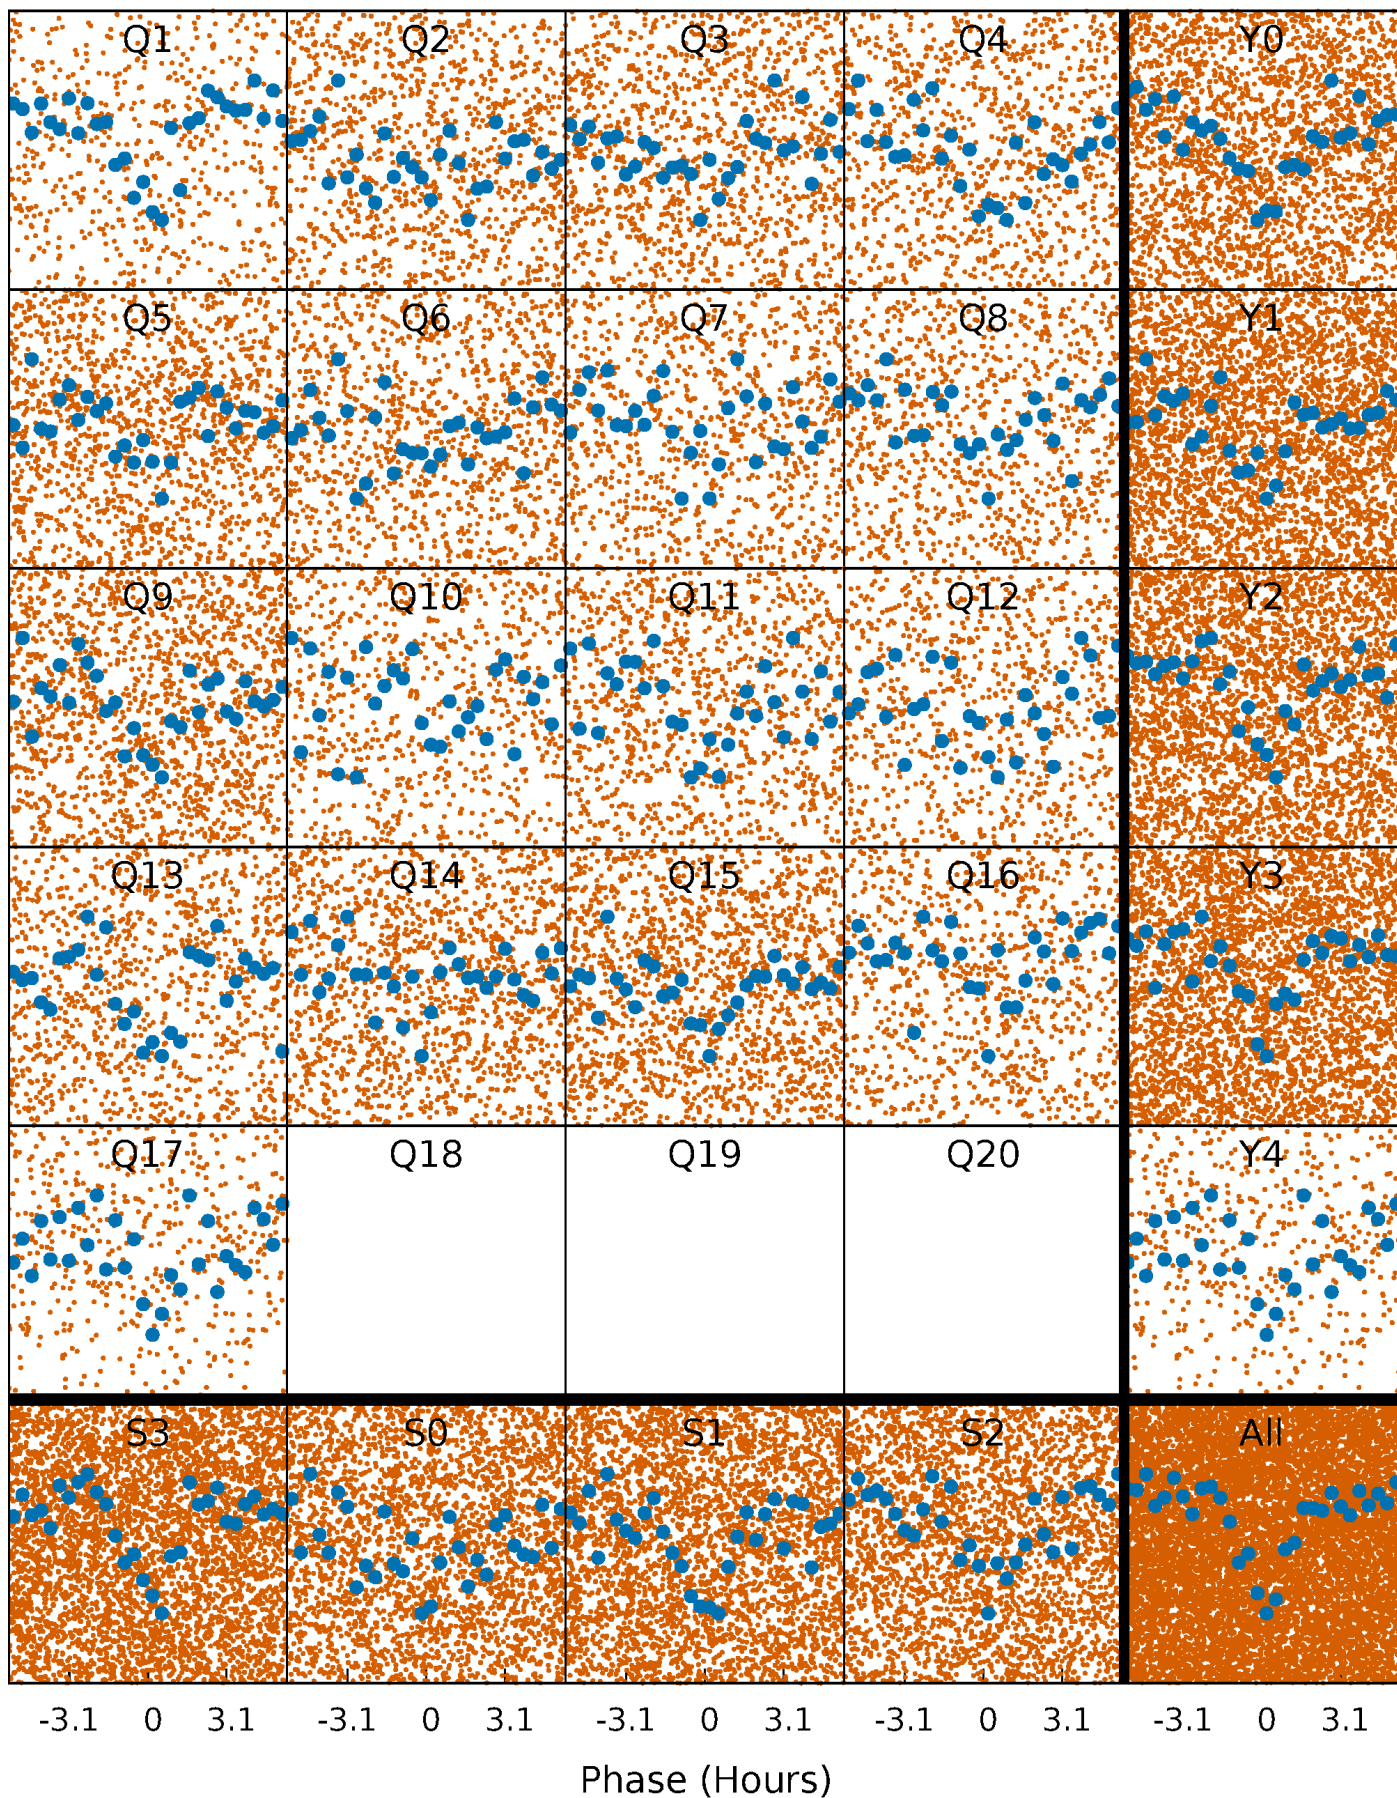 Q1 Q2 Q3 Q4 Y0
Q5 Q6 Q7 Q8 Y1
Q9 Q10 Q11 Q12 Y2
Q13 Q14 Q15 Q16 Y3
Q17 Q18 Q19 Q20 Y4
S3 S0 S1 S2 All
-3.1 0 3.1 -3.1 0 3.1 -3.1 0 3.1 -3.1 0 3.1 -3.1 0 3.1
Phase (Hours)